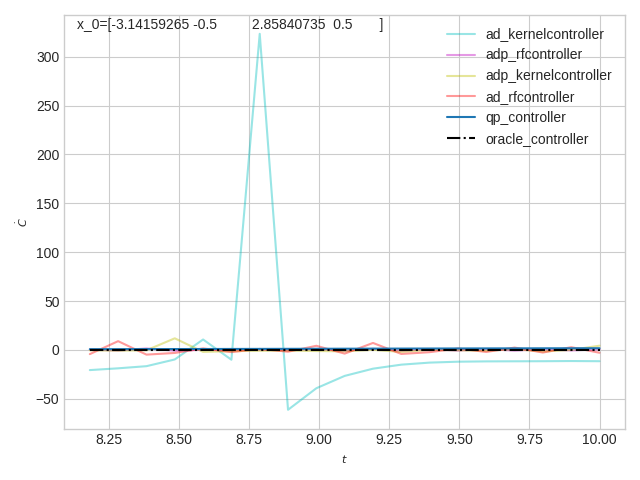 x_0=[-3.14159265 -0.5 2.85840735 0.5 ]
ad_kernelcontroller
adp_rfcontroller
adp_kernelcontroller
ad_rfcontroller
qp_controller
oracle_controller
300
250
200
150
100
50
0
−50
Ċ
8.25 8.50 8.75 9.00 9.25 9.50 9.75 10.00
t